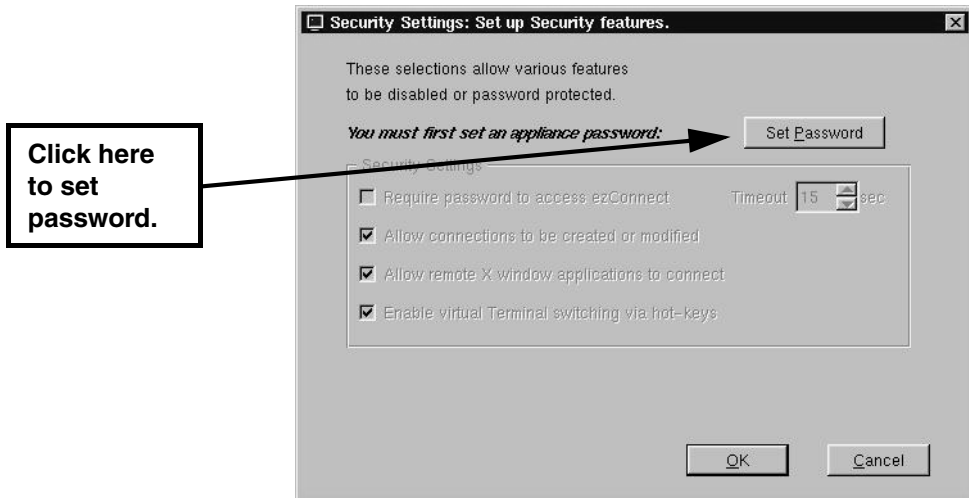 Security Settings: Set up Security features.
These selections allow various features
to be disabled or password protected.
You must first set an appliance password:
Set Password
Click here
to set
password.
Security Settings
Require password to access ezConnect
Timeout 15 sec
Allow connections to be created or modified
Allow remote X window applications to connect
Enable virtual Terminal switching via hot-keys
OK
Cancel